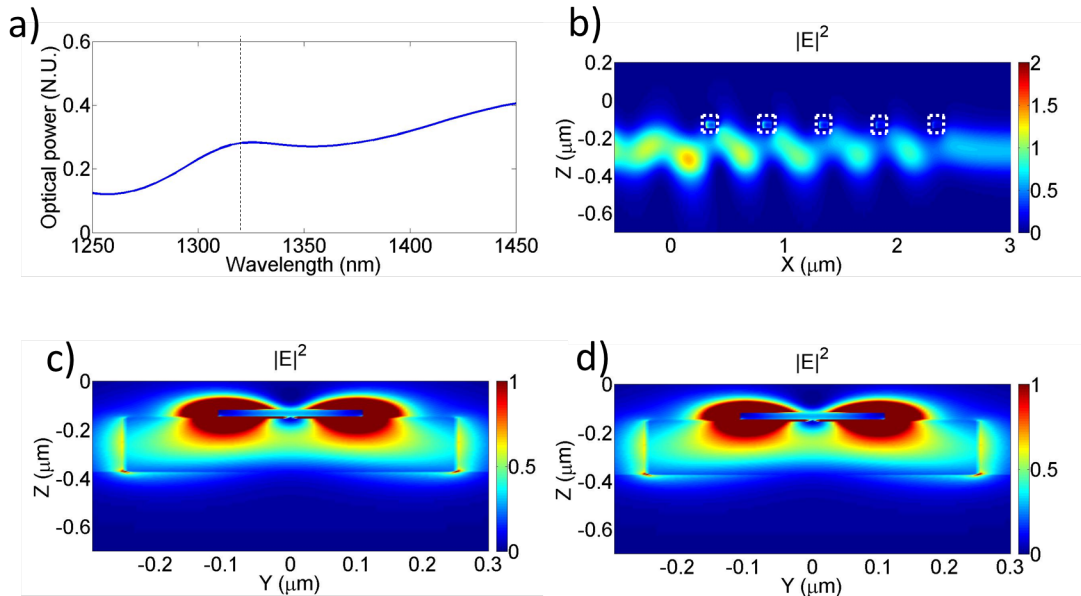 a)
0.6
0.4
0.2
0
Optical power (N.U.)
1250 1300 1350 1400 1450
Wavelength (nm)
b)
|E|²
0.2
0
-0.2
-0.4
-0.6
Z (μm)
0 1 2 3
X (μm)
2
1.5
1
0.5
0
c)
|E|²
0
-0.2
-0.4
-0.6
Z (μm)
-0.2 -0.1 0 0.1 0.2 0.3
Y (μm)
1
0.5
0
d)
|E|²
0
-0.2
-0.4
-0.6
Z (μm)
-0.2 -0.1 0 0.1 0.2 0.3
Y (μm)
1
0.5
0